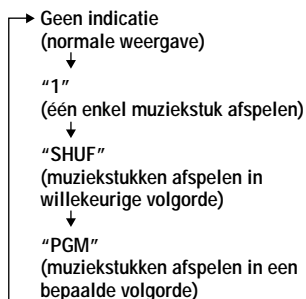 Geen indicatie
(normale weergave)
“1”
(één enkel muziekstuk afspelen)
“SHUF”
(muziekstukken afspelen in
willekeurige volgorde)
“PGM”
(muziekstukken afspelen in een
bepaalde volgorde)